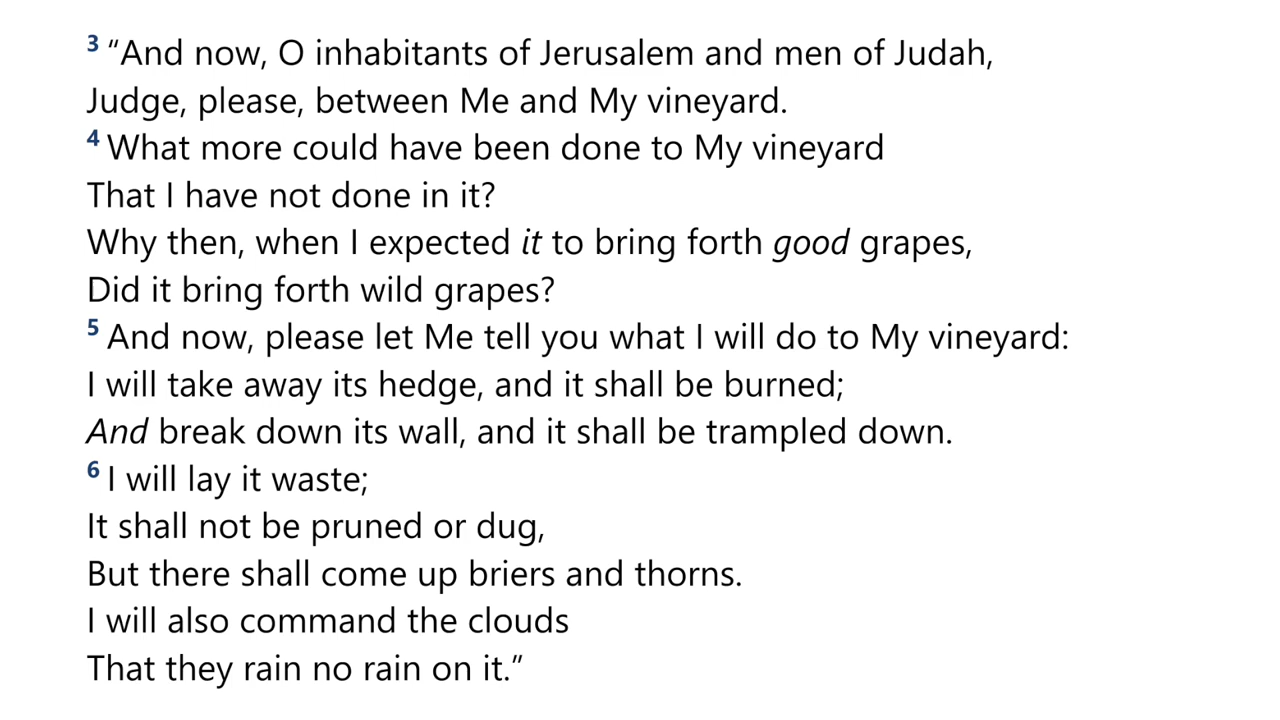 3 “And now, O inhabitants of Jerusalem and men of Judah,
Judge, please, between Me and My vineyard.
4 What more could have been done to My vineyard
That I have not done in it?
Why then, when I expected it to bring forth good grapes,
Did it bring forth wild grapes?
5 And now, please let Me tell you what I will do to My vineyard:
I will take away its hedge, and it shall be burned;
And break down its wall, and it shall be trampled down.
6 I will lay it waste;
It shall not be pruned or dug,
But there shall come up briers and thorns.
I will also command the clouds
That they rain no rain on it.”